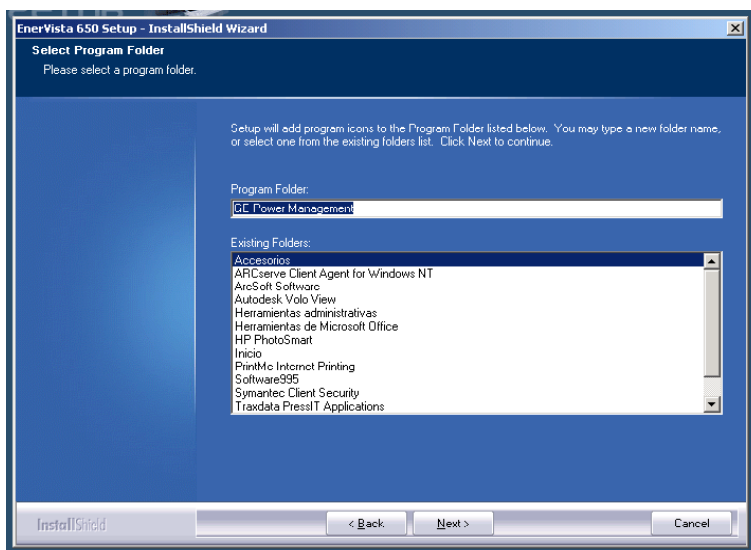 EnerVista 650 Setup - InstallShield Wizard
Select Program Folder
Please select a program folder.
Setup will add program icons to the Program Folder listed below. You may type a new folder name,
or select one from the existing folders list. Click Next to continue.
Program Folder:
GE Power Management
Existing Folders:
Accesorios
ARCserve Client Agent for Windows NT
ArcSoft Software
Autodesk Volo View
Herramientas administrativas
Herramientas de Microsoft Office
HP PhotoSmart
Inicio
PrintMe Internet Printing
Software995
Symantec Client Security
Traxdata PressIT Applications
InstallShield
< Back
Next >
Cancel